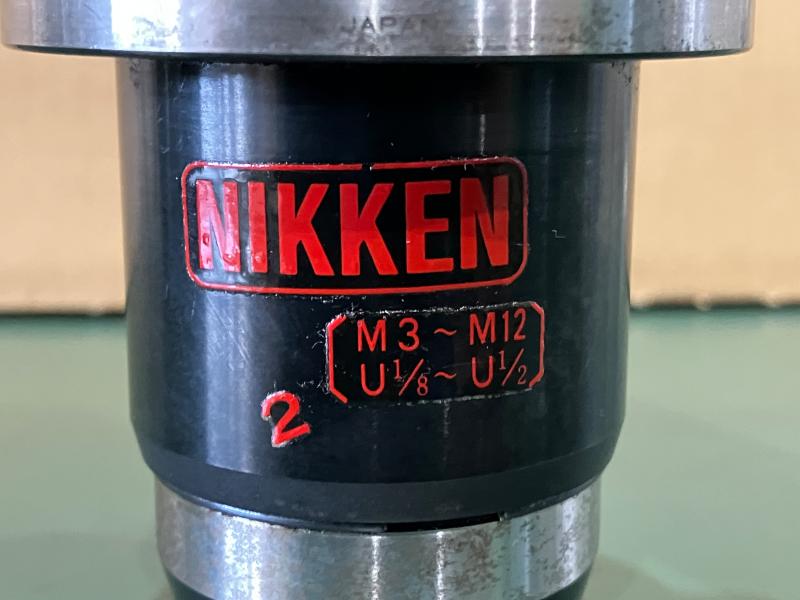 JAPAN
NIKKEN
M3~M12
U1/8~U1/2
2